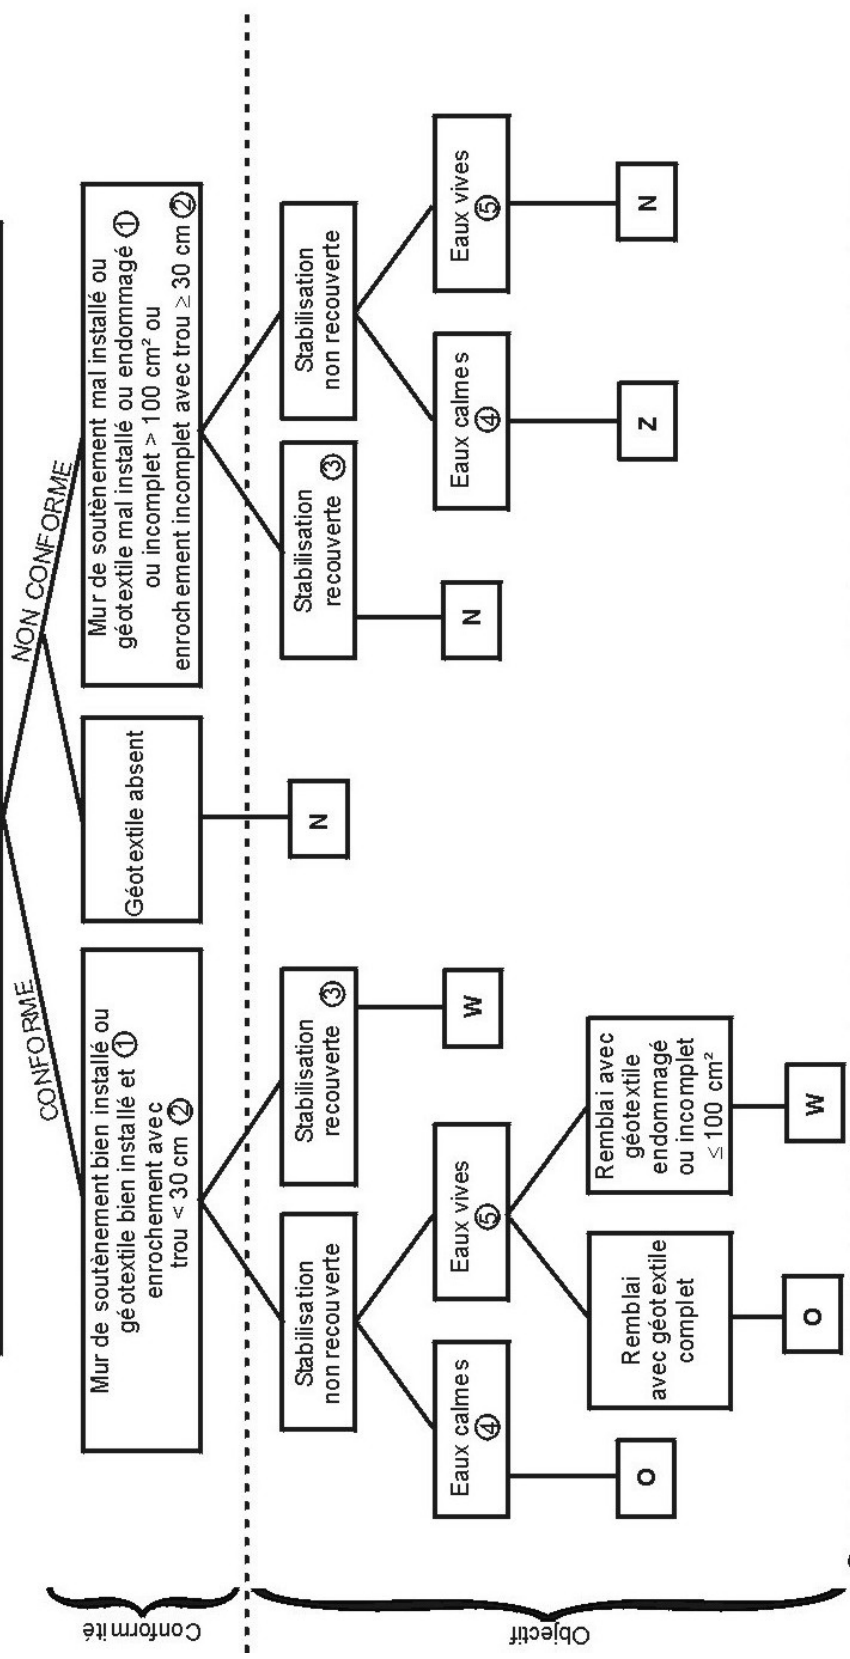 CONFORME
NON CONFORME
Conformité
Mur de soutènement bien installé ou
géotextile bien installé et ①
enrochement avec
trou < 30 cm ②
Géotextile absent
Mur de soutènement mal installé ou
géotextile mal installé ou endommagé ①
ou incomplet > 100 cm² ou
enrochement incomplet avec trou ≥ 30 cm ②
Objectif
Stabilisation
non recouverte
Stabilisation
recouverte ③
N
Stabilisation
recouverte ③
Stabilisation
non recouverte
Eaux calmes
④
Eaux vives
⑤
W
N
Eaux calmes
④
Eaux vives
⑤
O
Remblai
avec géotextile
complet
Remblai avec
géotextile
endommagé
ou incomplet
≤ 100 cm²
Z
N
O
W